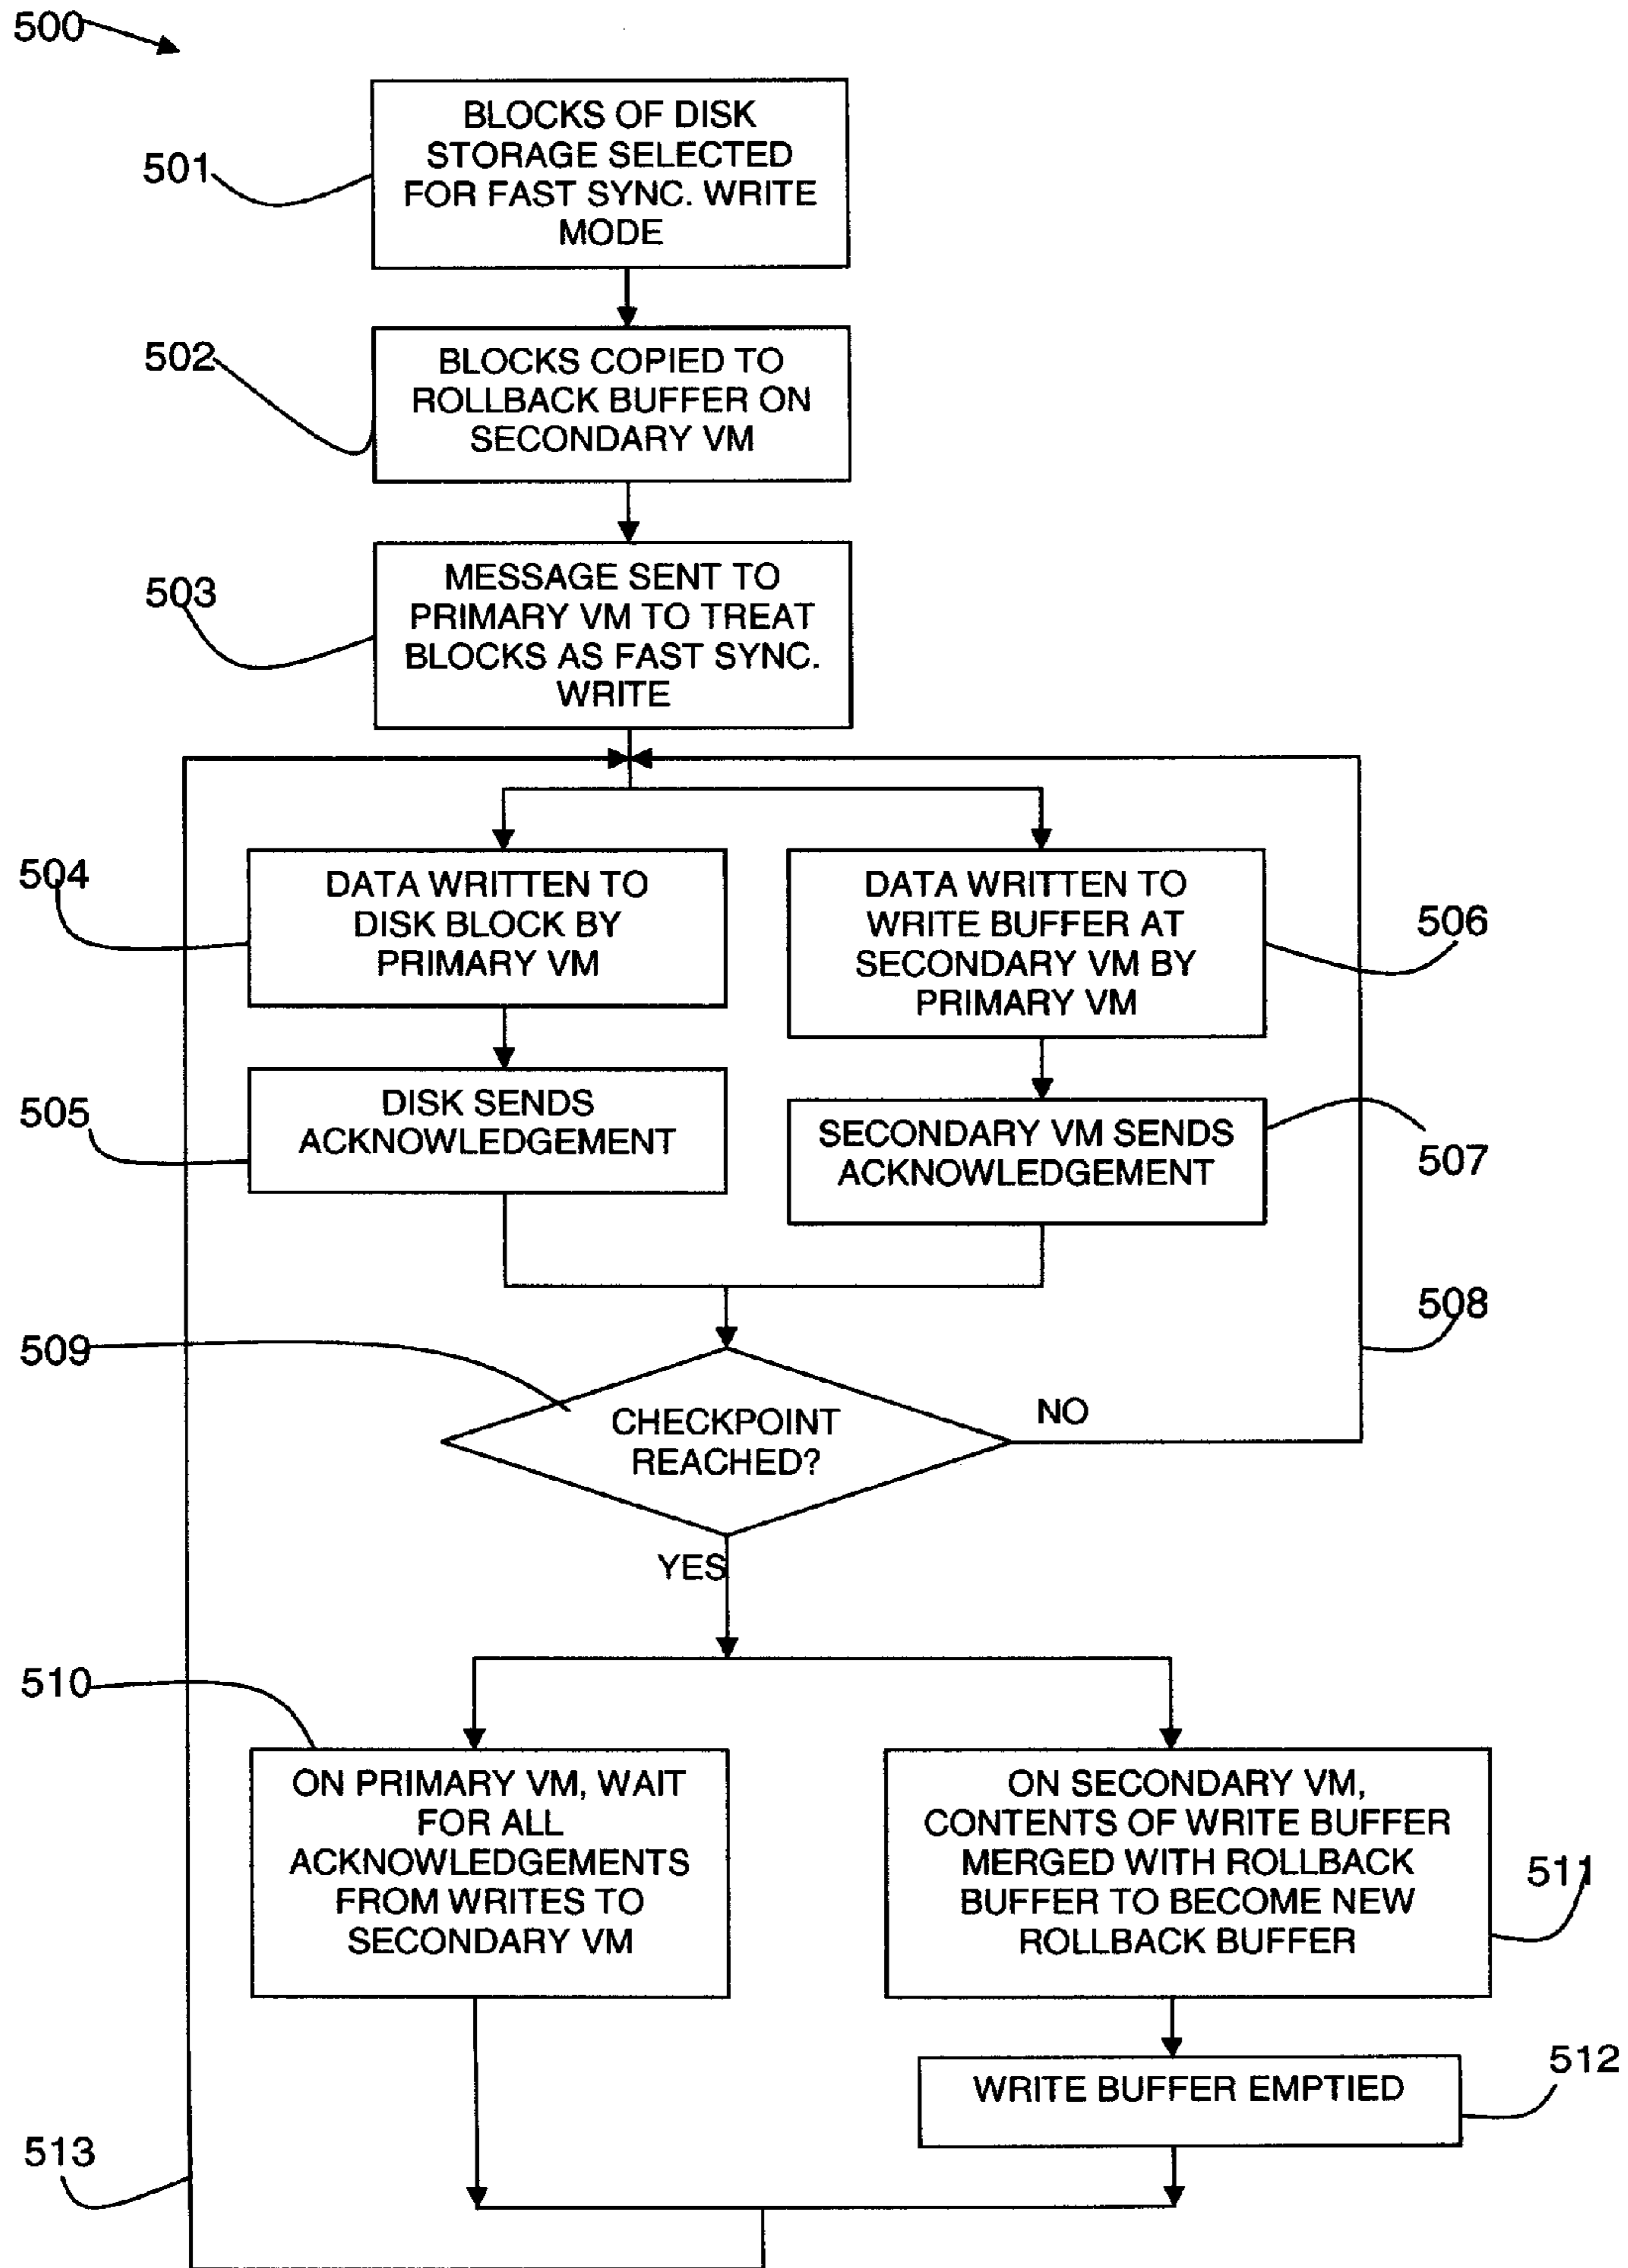 500
BLOCKS OF DISK
STORAGE SELECTED
FOR FAST SYNC. WRITE
MODE
501
BLOCKS COPIED TO
ROLLBACK BUFFER ON
SECONDARY VM
502
MESSAGE SENT TO
PRIMARY VM TO TREAT
BLOCKS AS FAST SYNC.
WRITE
503
504
DATA WRITTEN TO
DISK BLOCK BY
PRIMARY VM
DATA WRITTEN TO
WRITE BUFFER AT
SECONDARY VM BY
PRIMARY VM
506
505
DISK SENDS
ACKNOWLEDGEMENT
SECONDARY VM SENDS
ACKNOWLEDGEMENT
507
508
509
CHECKPOINT
REACHED?
NO
YES
510
ON PRIMARY VM, WAIT
FOR ALL
ACKNOWLEDGEMENTS
FROM WRITES TO
SECONDARY VM
ON SECONDARY VM,
CONTENTS OF WRITE BUFFER
MERGED WITH ROLLBACK
BUFFER TO BECOME NEW
ROLLBACK BUFFER
511
WRITE BUFFER EMPTIED
512
513